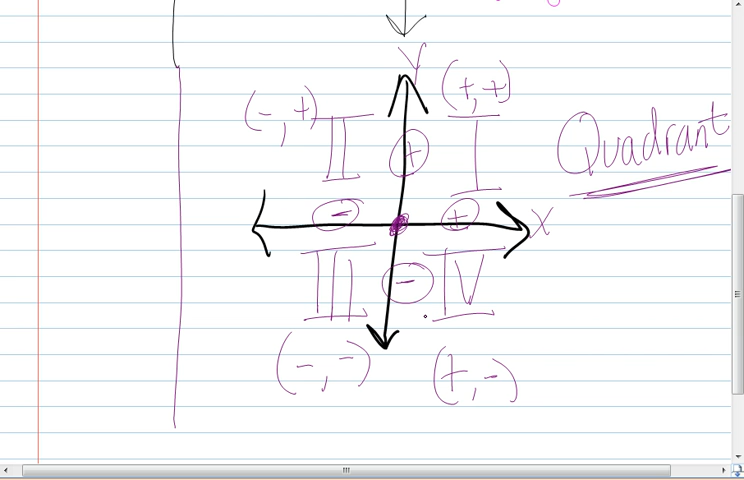 Y
(-, +)
(+, +)
II
I
+
Quadrant
-
+
X
III
-
IV
(-, -)
(+, -)